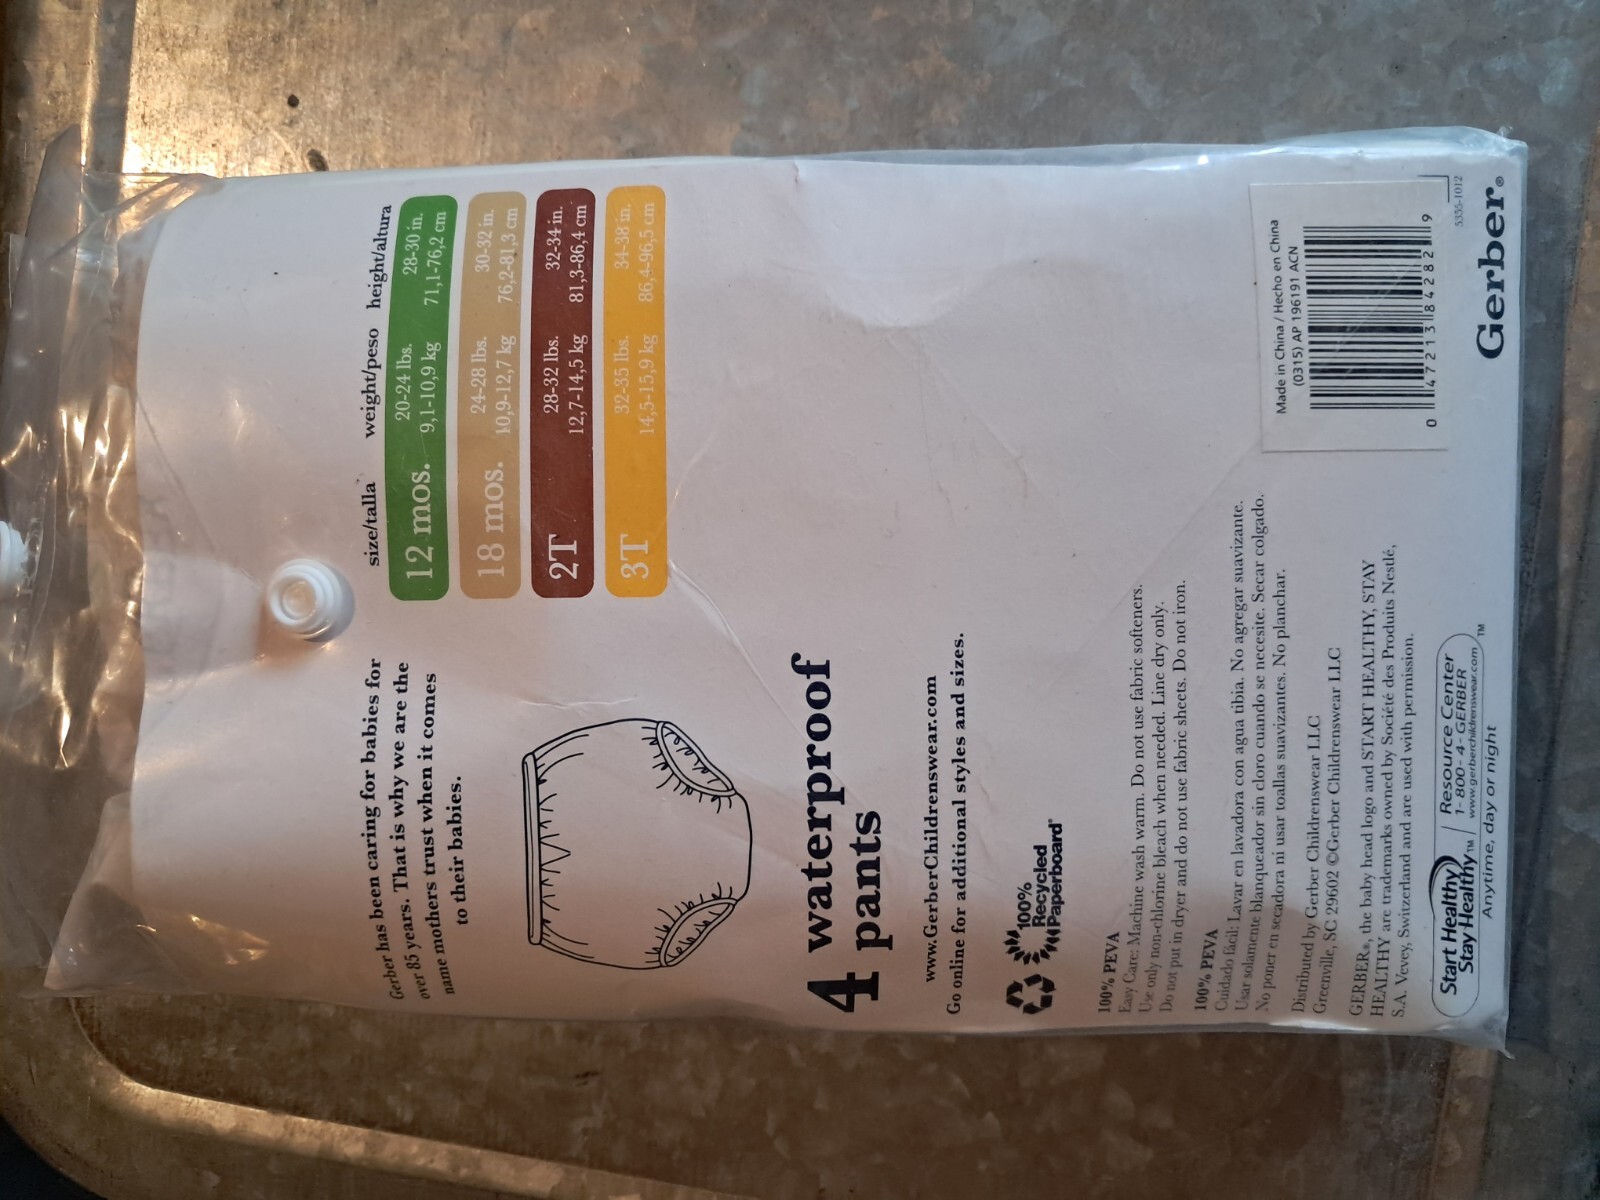 Gerber has been caring for babies for
over 85 years. That is why we are the
name mothers trust when it comes
to their babies.
size/talla weight/peso height/altura
12 mos. 20-24 lbs. 28-30 in.
9,1-10,9 kg 71,1-76,2 cm
18 mos. 24-28 lbs. 30-32 in.
10,9-12,7 kg 76,2-81,3 cm
2T 28-32 lbs. 32-34 in.
12,7-14,5 kg 81,3-86,4 cm
3T 32-35 lbs. 34-38 in.
14,5-15,9 kg 86,4-96,5 cm
4 waterproof
pants
www.GerberChildrenswear.com
Go online for additional styles and sizes.
100%
Recycled
Paperboard®
100% PEVA
Easy Care: Machine wash warm. Do not use fabric softeners.
Use only non-chlorine bleach when needed. Line dry only.
Do not put in dryer and do not use fabric sheets. Do not iron.
100% PEVA
Cuidado fácil: Lavar en lavadora con agua tibia. No agregar suavizante.
Usar solamente blanqueador sin cloro cuando se necesite. Secar colgado.
No poner en secadora ni usar toallas suavizantes. No planchar.
Distributed by Gerber Childrenswear LLC
Greenville, SC 29602 ©Gerber Childrenswear LLC
GERBER®, the baby head logo and START HEALTHY, STAY
HEALTHY are trademarks owned by Société des Produits Nestlé,
S.A. Vevey, Switzerland and are used with permission.
Start Healthy
Stay Healthy™
Resource Center
1-800-4-GERBER
www.gerberchildrenswear.com
™
Anytime, day or night
Made in China / Hecho en China
(0315) AP 196191 ACN
0 47213 84282 9
5355-1012
Gerber®